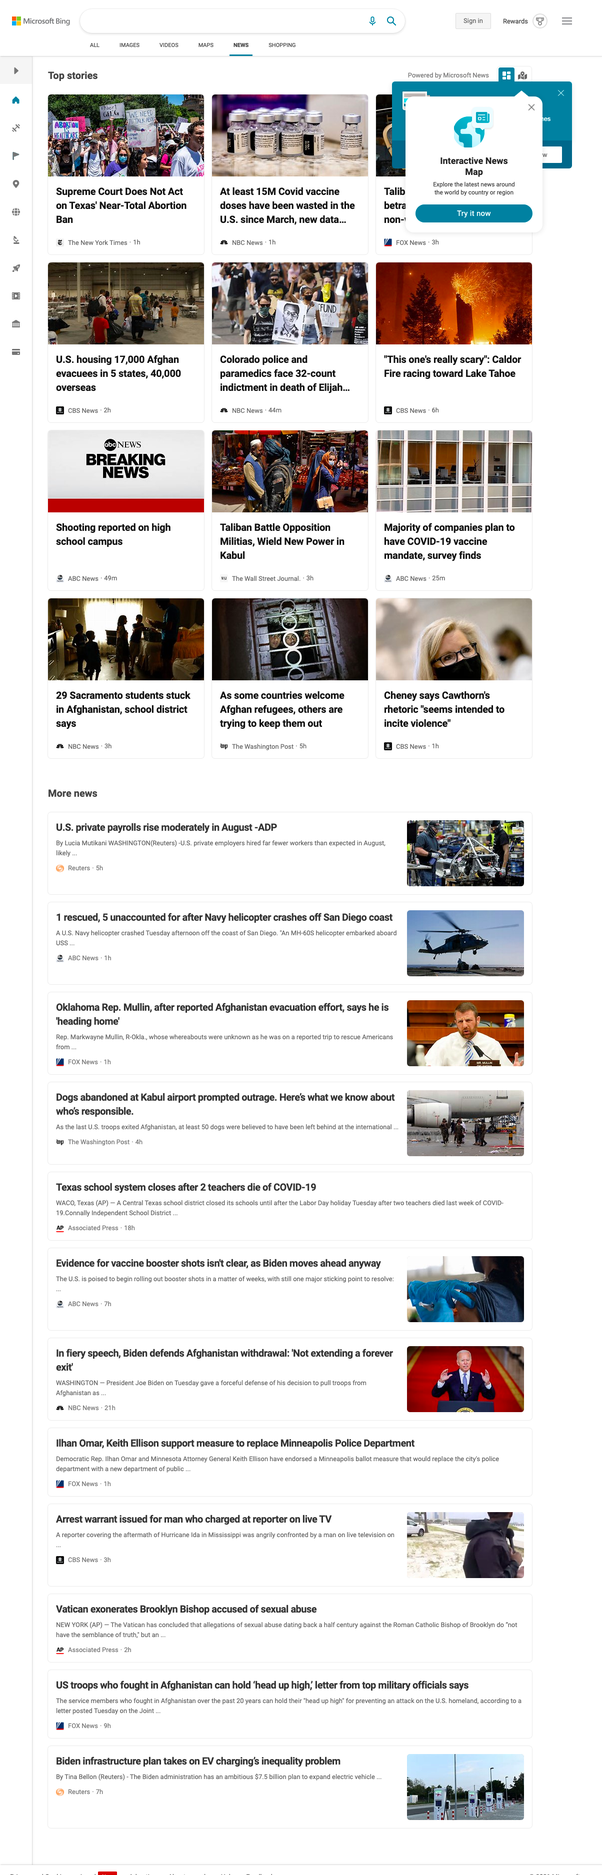 Microsoft Bing
Sign in
Rewards
ALL
IMAGES
VIDEOS
MAPS
NEWS
SHOPPING
Top stories
Powered by Microsoft News
Interactive News
Map
Explore the latest news around
the world by country or region
Try it now
Supreme Court Does Not Act
on Texas' Near-Total Abortion
Ban
The New York Times · 1h
At least 15M Covid vaccine
doses have been wasted in the
U.S. since March, new data...
NBC News · 1h
FOX News · 3h
U.S. housing 17,000 Afghan
evacuees in 5 states, 40,000
overseas
CBS News · 2h
Colorado police and
paramedics face 32-count
indictment in death of Elijah...
NBC News · 44m
"This one's really scary": Caldor
Fire racing toward Lake Tahoe
CBS News · 6h
abc NEWS
BREAKING
NEWS
Shooting reported on high
school campus
ABC News · 49m
Taliban Battle Opposition
Militias, Wield New Power in
Kabul
The Wall Street Journal. · 3h
Majority of companies plan to
have COVID-19 vaccine
mandate, survey finds
ABC News · 25m
29 Sacramento students stuck
in Afghanistan, school district
says
NBC News · 3h
As some countries welcome
Afghan refugees, others are
trying to keep them out
The Washington Post · 5h
Cheney says Cawthorn's
rhetoric "seems intended to
incite violence"
CBS News · 1h
More news
U.S. private payrolls rise moderately in August -ADP
By Lucia Mutikani WASHINGTON(Reuters) -U.S. private employers hired far fewer workers than expected in August,
likely ...
Reuters · 5h
1 rescued, 5 unaccounted for after Navy helicopter crashes off San Diego coast
A U.S. Navy helicopter crashed Tuesday afternoon off the coast of San Diego. "An MH-60S helicopter embarked aboard
USS ...
ABC News · 1h
Oklahoma Rep. Mullin, after reported Afghanistan evacuation effort, says he is
'heading home'
Rep. Markwayne Mullin, R-Okla., whose whereabouts were unknown as he was on a reported trip to rescue Americans
from ...
FOX News · 1h
Dogs abandoned at Kabul airport prompted outrage. Here's what we know about
who's responsible.
As the last U.S. troops exited Afghanistan, at least 50 dogs were believed to have been left behind at the international ...
The Washington Post · 4h
Texas school system closes after 2 teachers die of COVID-19
WACO, Texas (AP) — A Central Texas school district closed its schools until after the Labor Day holiday Tuesday after two teachers died last week of COVID-
19.Connally Independent School District ...
Associated Press · 18h
Evidence for vaccine booster shots isn't clear, as Biden moves ahead anyway
The U.S. is poised to begin rolling out booster shots in a matter of weeks, with still one major sticking point to resolve:
...
ABC News · 7h
In fiery speech, Biden defends Afghanistan withdrawal: 'Not extending a forever
exit'
WASHINGTON — President Joe Biden on Tuesday gave a forceful defense of his decision to pull troops from
Afghanistan as ...
NBC News · 21h
Ilhan Omar, Keith Ellison support measure to replace Minneapolis Police Department
Democratic Rep. Ilhan Omar and Minnesota Attorney General Keith Ellison have endorsed a Minneapolis ballot measure that would replace the city's police
department with a new department of public ...
FOX News · 1h
Arrest warrant issued for man who charged at reporter on live TV
A reporter covering the aftermath of Hurricane Ida in Mississippi was angrily confronted by a man on live television on
...
CBS News · 3h
Vatican exonerates Brooklyn Bishop accused of sexual abuse
NEW YORK (AP) — The Vatican has concluded that allegations of sexual abuse dating back a half century against the Roman Catholic Bishop of Brooklyn do "not
have the semblance of truth," but an ...
Associated Press · 2h
US troops who fought in Afghanistan can hold 'head up high,' letter from top military officials says
The service members who fought in Afghanistan over the past 20 years can hold their "head up high" for preventing an attack on the U.S. homeland, according to a
letter posted Tuesday on the Joint ...
FOX News · 9h
Biden infrastructure plan takes on EV charging's inequality problem
By Tina Bellon (Reuters) - The Biden administration has an ambitious $7.5 billion plan to expand electric vehicle ...
Reuters · 7h